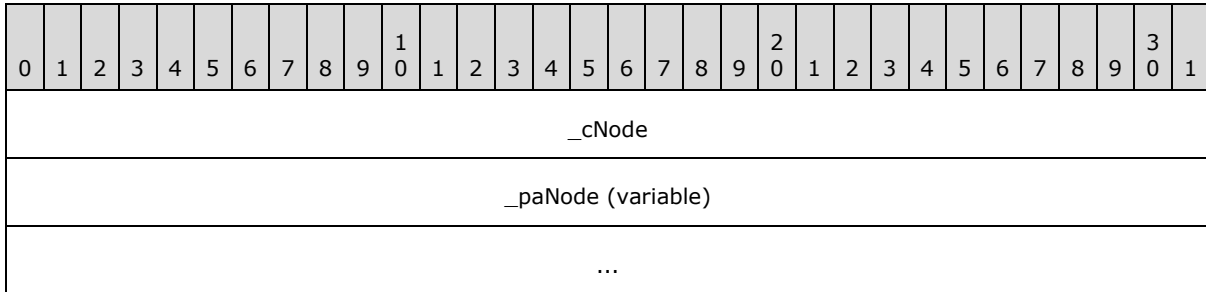 1 2 3
0 1 2 3 4 5 6 7 8 9 0 1 2 3 4 5 6 7 8 9 0 1 2 3 4 5 6 7 8 9 0 1
_cNode
_paNode (variable)
...